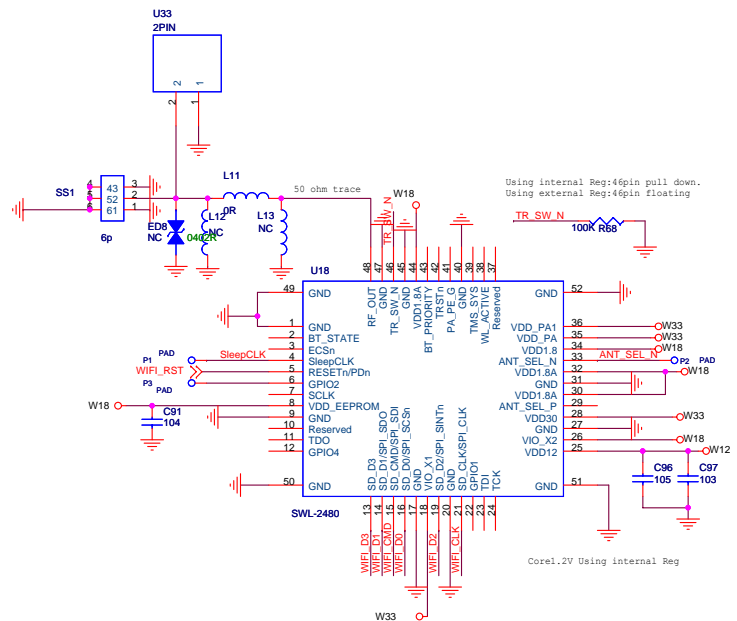 U33
2PIN
2 1
2 1
SS1
4 43 3
5 52 2
6 61 1
6p
L11
0R
50 ohm trace
ED8
NC
L12
NC
0402R
L13
NC
W18
TR_SW_N
Using internal Reg:46pin pull down.
Using external Reg:46pin floating
TR_SW_N
100K R68
U18
48 RF_OUT
47 GND
46 TR_SW_N
45 GND
44 VDD1.8A
43 BT_PRIORITY
42 TRSTn
41 PA_PE_G
40 GND
39 TMS_SYS
38 WL_ACTIVE
37 Reserved
49 GND
1 GND
2 BT_STATE
3 ECSn
P1 PAD SleepCLK 4 SleepCLK
WIFI_RST 5 RESETn/PDn
P3 PAD 6 GPIO2
7 SCLK
W18 8 VDD_EEPROM
C91
104
9 GND
10 Reserved
11 TDO
12 GPIO4
50 GND
GND 52
VDD_PA1 36 W33
VDD_PA 35 W33
VDD1.8 34 W18
ANT_SEL_N 33 ANT_SEL_N P2 PAD
VDD1.8A 32 W18
GND 31
VDD1.8A 30
ANT_SEL_P 29
VDD30 28 W33
GND 27
VIO_X2 26 W18
VDD12 25 W12
C96
105
C97
103
GND 51
SWL-2480
13 SD_D3 WIFI_D3
14 SD_D1/SPI_SDO WIFI_D1
15 SD_CMD/SPI_SDI WIFI_CMD
16 SD_D0/SPI_SCSn WIFI_D0
17 GND
18 VIO_X1
19 SD_D2/SPI_SINTn WIFI_D2
20 GND
21 SD_CLK/SPI_CLK WIFI_CLK
22 GPIO1
23 TDI
24 TCK
W33
Core1.2V Using internal Reg